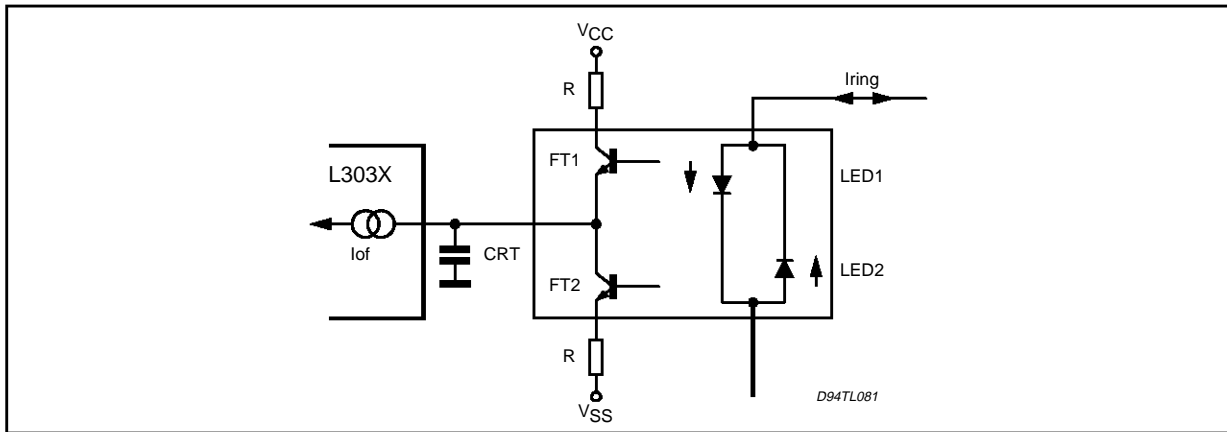 VCC
R
Iring
FT1
LED1
L303X
Iof
CRT
FT2
LED2
R
VSS
D94TL081